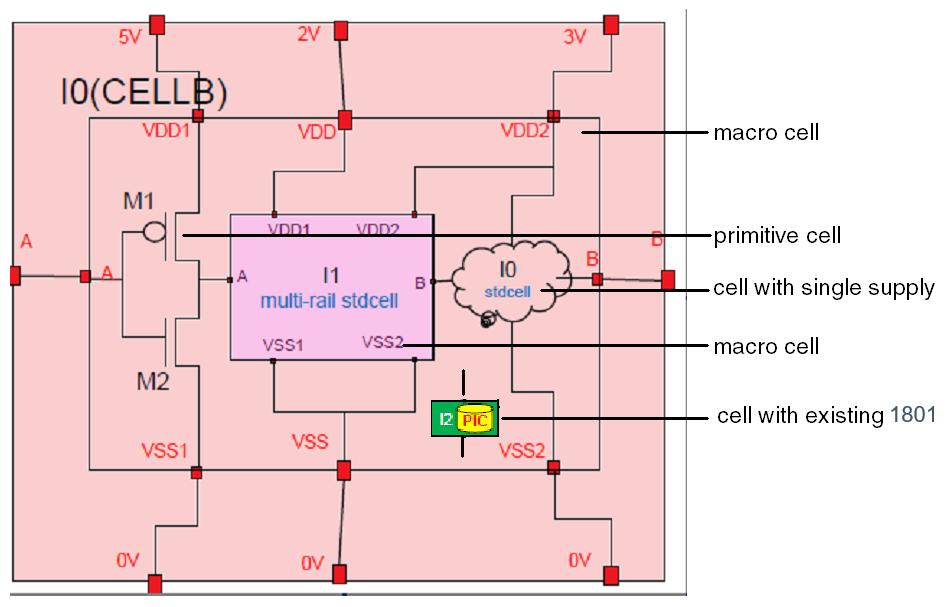 5V
2V
3V
I0(CELLB)
VDD1
VDD
VDD2
macro cell
M1
A
VDD1
VDD2
B
primitive cell
A
I1
A
B
I0
B
multi-rail stdcell
stdcell
cell with single supply
VSS1
VSS2
macro cell
M2
I2
PIC
cell with existing 1801
VSS1
VSS
VSS2
0V
0V
0V